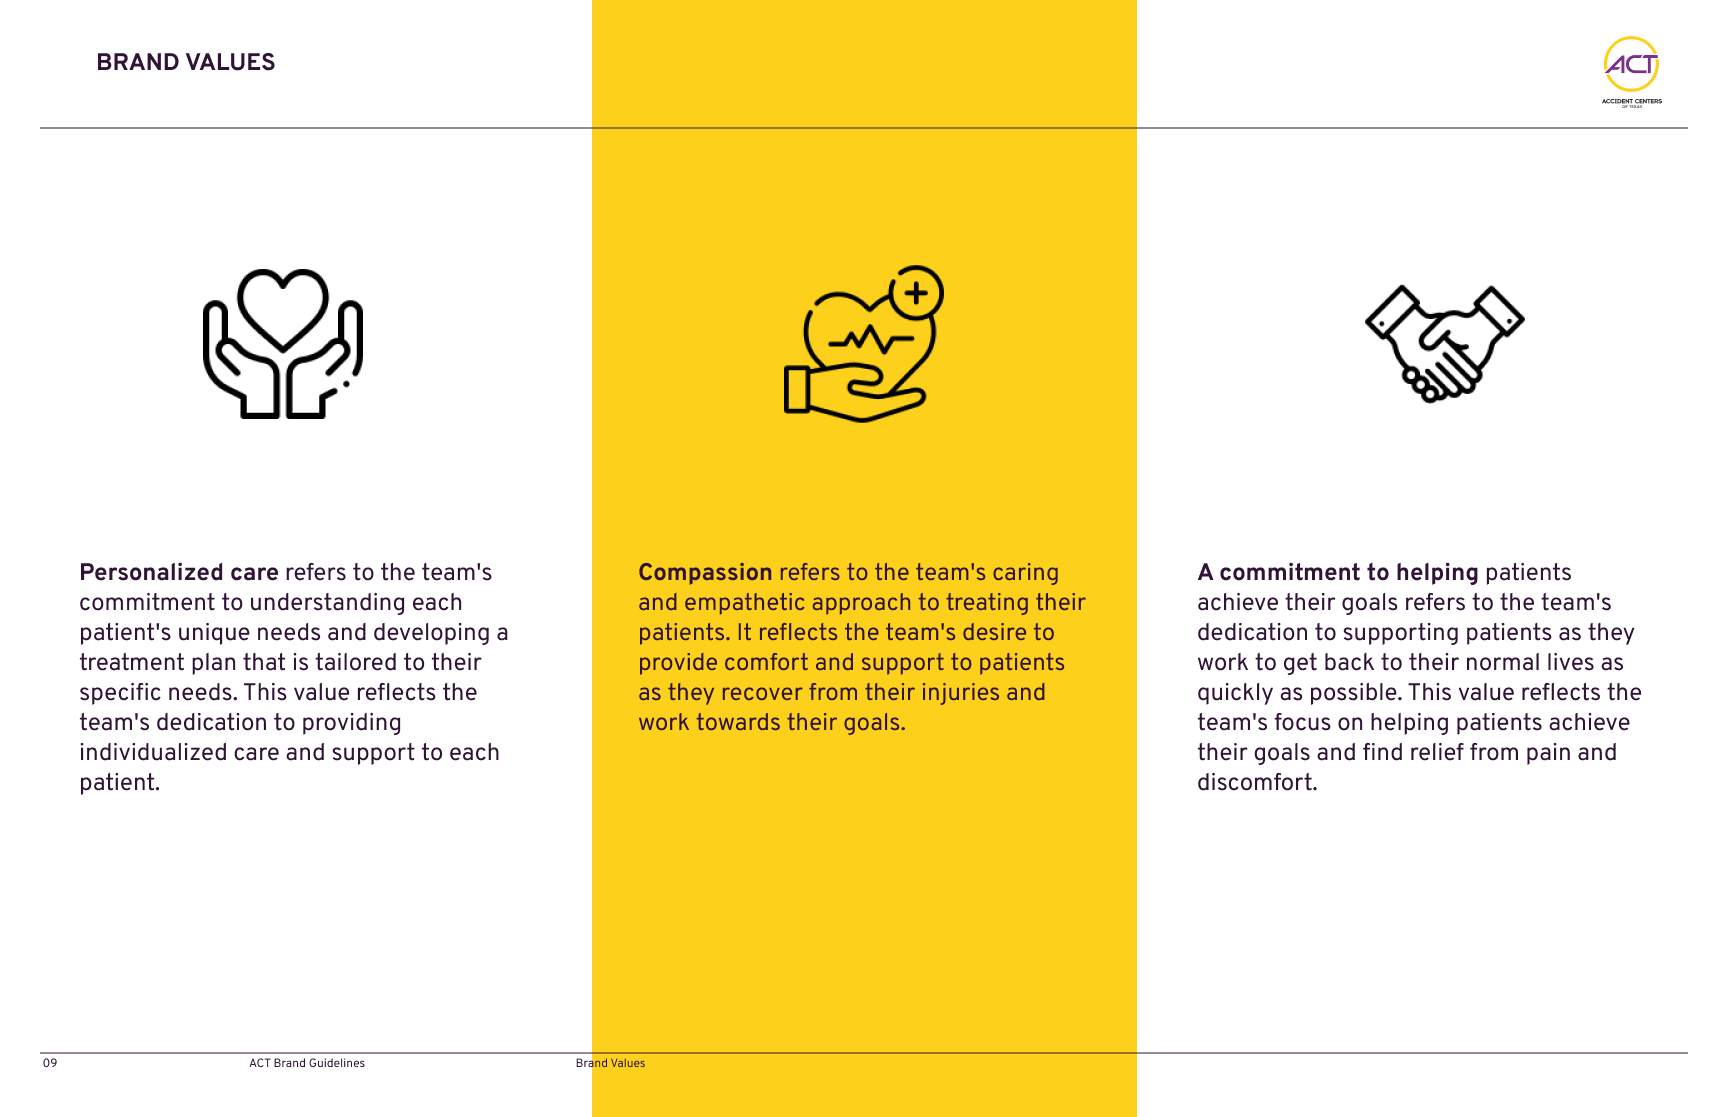 BRAND VALUES
ACT
ACCIDENT CENTERS
OF TEXAS
Personalized care refers to the team's
commitment to understanding each
patient's unique needs and developing a
treatment plan that is tailored to their
specific needs. This value reflects the
team's dedication to providing
individualized care and support to each
patient.
Compassion refers to the team's caring
and empathetic approach to treating their
patients. It reflects the team's desire to
provide comfort and support to patients
as they recover from their injuries and
work towards their goals.
A commitment to helping patients
achieve their goals refers to the team's
dedication to supporting patients as they
work to get back to their normal lives as
quickly as possible. This value reflects the
team's focus on helping patients achieve
their goals and find relief from pain and
discomfort.
09
ACT Brand Guidelines
Brand Values